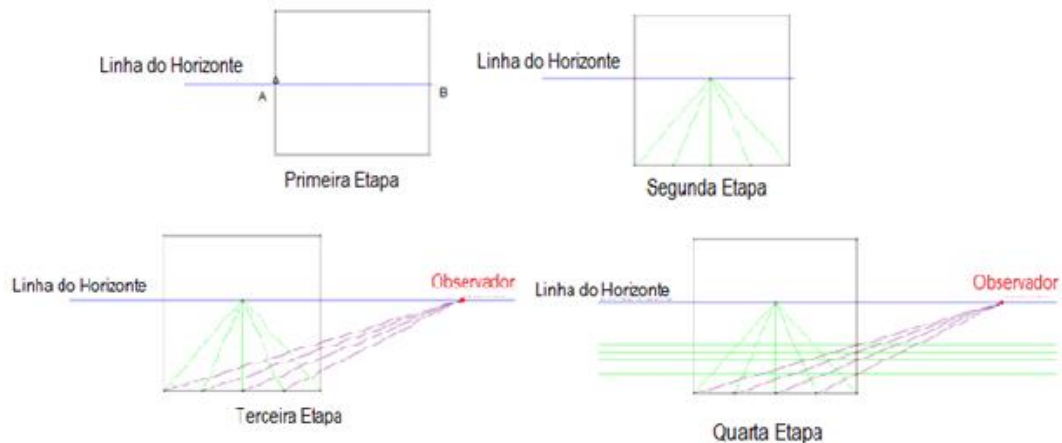 Linha do Horizonte
A
B
Primeira Etapa
Linha do Horizonte
Segunda Etapa
Linha do Horizonte
Observador
Terceira Etapa
Linha do Horizonte
Observador
Quarta Etapa